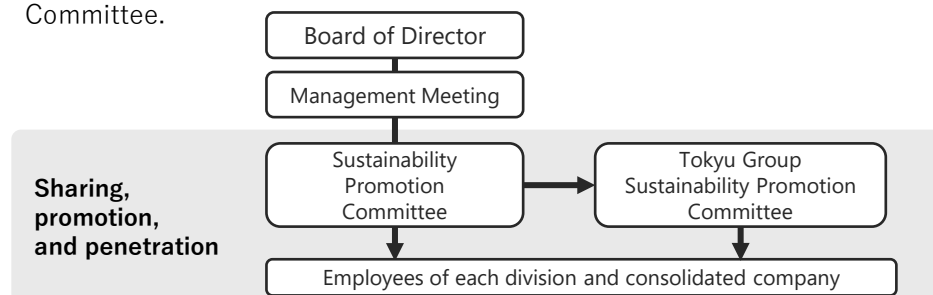 Committee.
Board of Director
Management Meeting
Sustainability
Promotion
Committee
Tokyu Group
Sustainability Promotion
Committee
Sharing,
promotion,
and penetration
Employees of each division and consolidated company